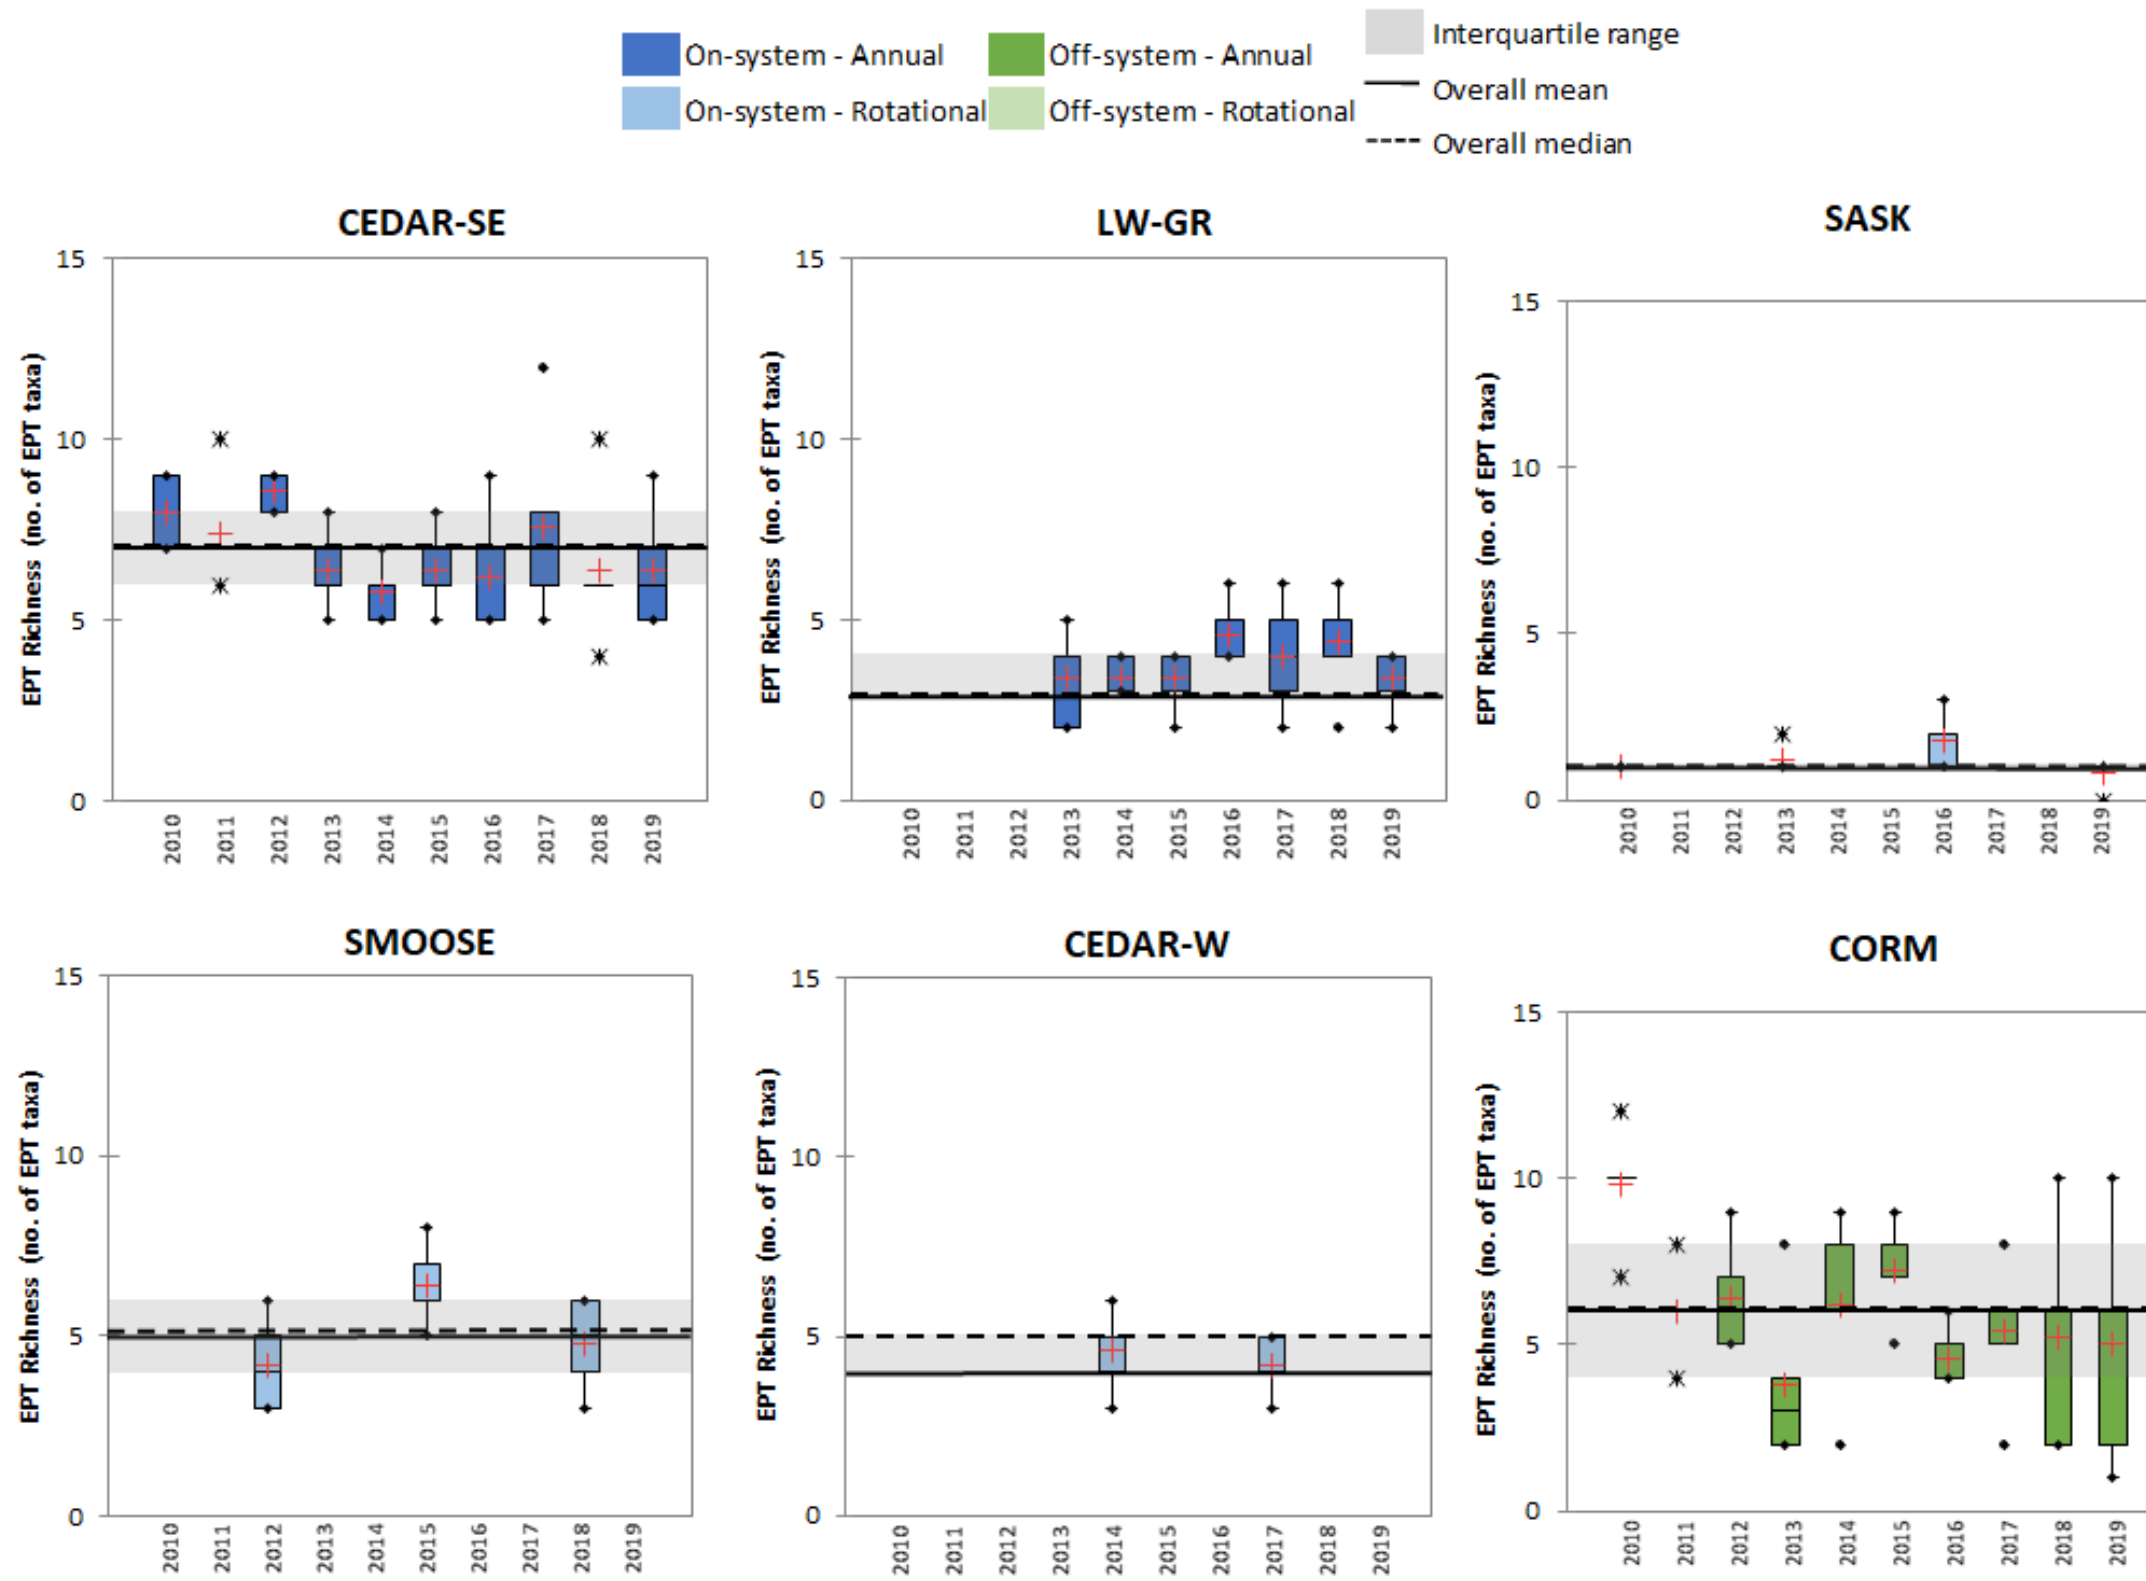 On-system - Annual
Off-system - Annual
Interquartile range
On-system - Rotational
Off-system - Rotational
Overall mean
Overall median
CEDAR-SE
EPT Richness (no. of EPT taxa)
15
10
5
0
2010 2011 2012 2013 2014 2015 2016 2017 2018 2019
LW-GR
EPT Richness (no. of EPT taxa)
15
10
5
0
2010 2011 2012 2013 2014 2015 2016 2017 2018 2019
SASK
EPT Richness (no. of EPT taxa)
15
10
5
0
2010 2011 2012 2013 2014 2015 2016 2017 2018 2019
SMOOSE
EPT Richness (no. of EPT taxa)
15
10
5
0
2010 2011 2012 2013 2014 2015 2016 2017 2018 2019
CEDAR-W
EPT Richness (no. of EPT taxa)
15
10
5
0
2010 2011 2012 2013 2014 2015 2016 2017 2018 2019
CORM
EPT Richness (no. of EPT taxa)
15
10
5
0
2010 2011 2012 2013 2014 2015 2016 2017 2018 2019